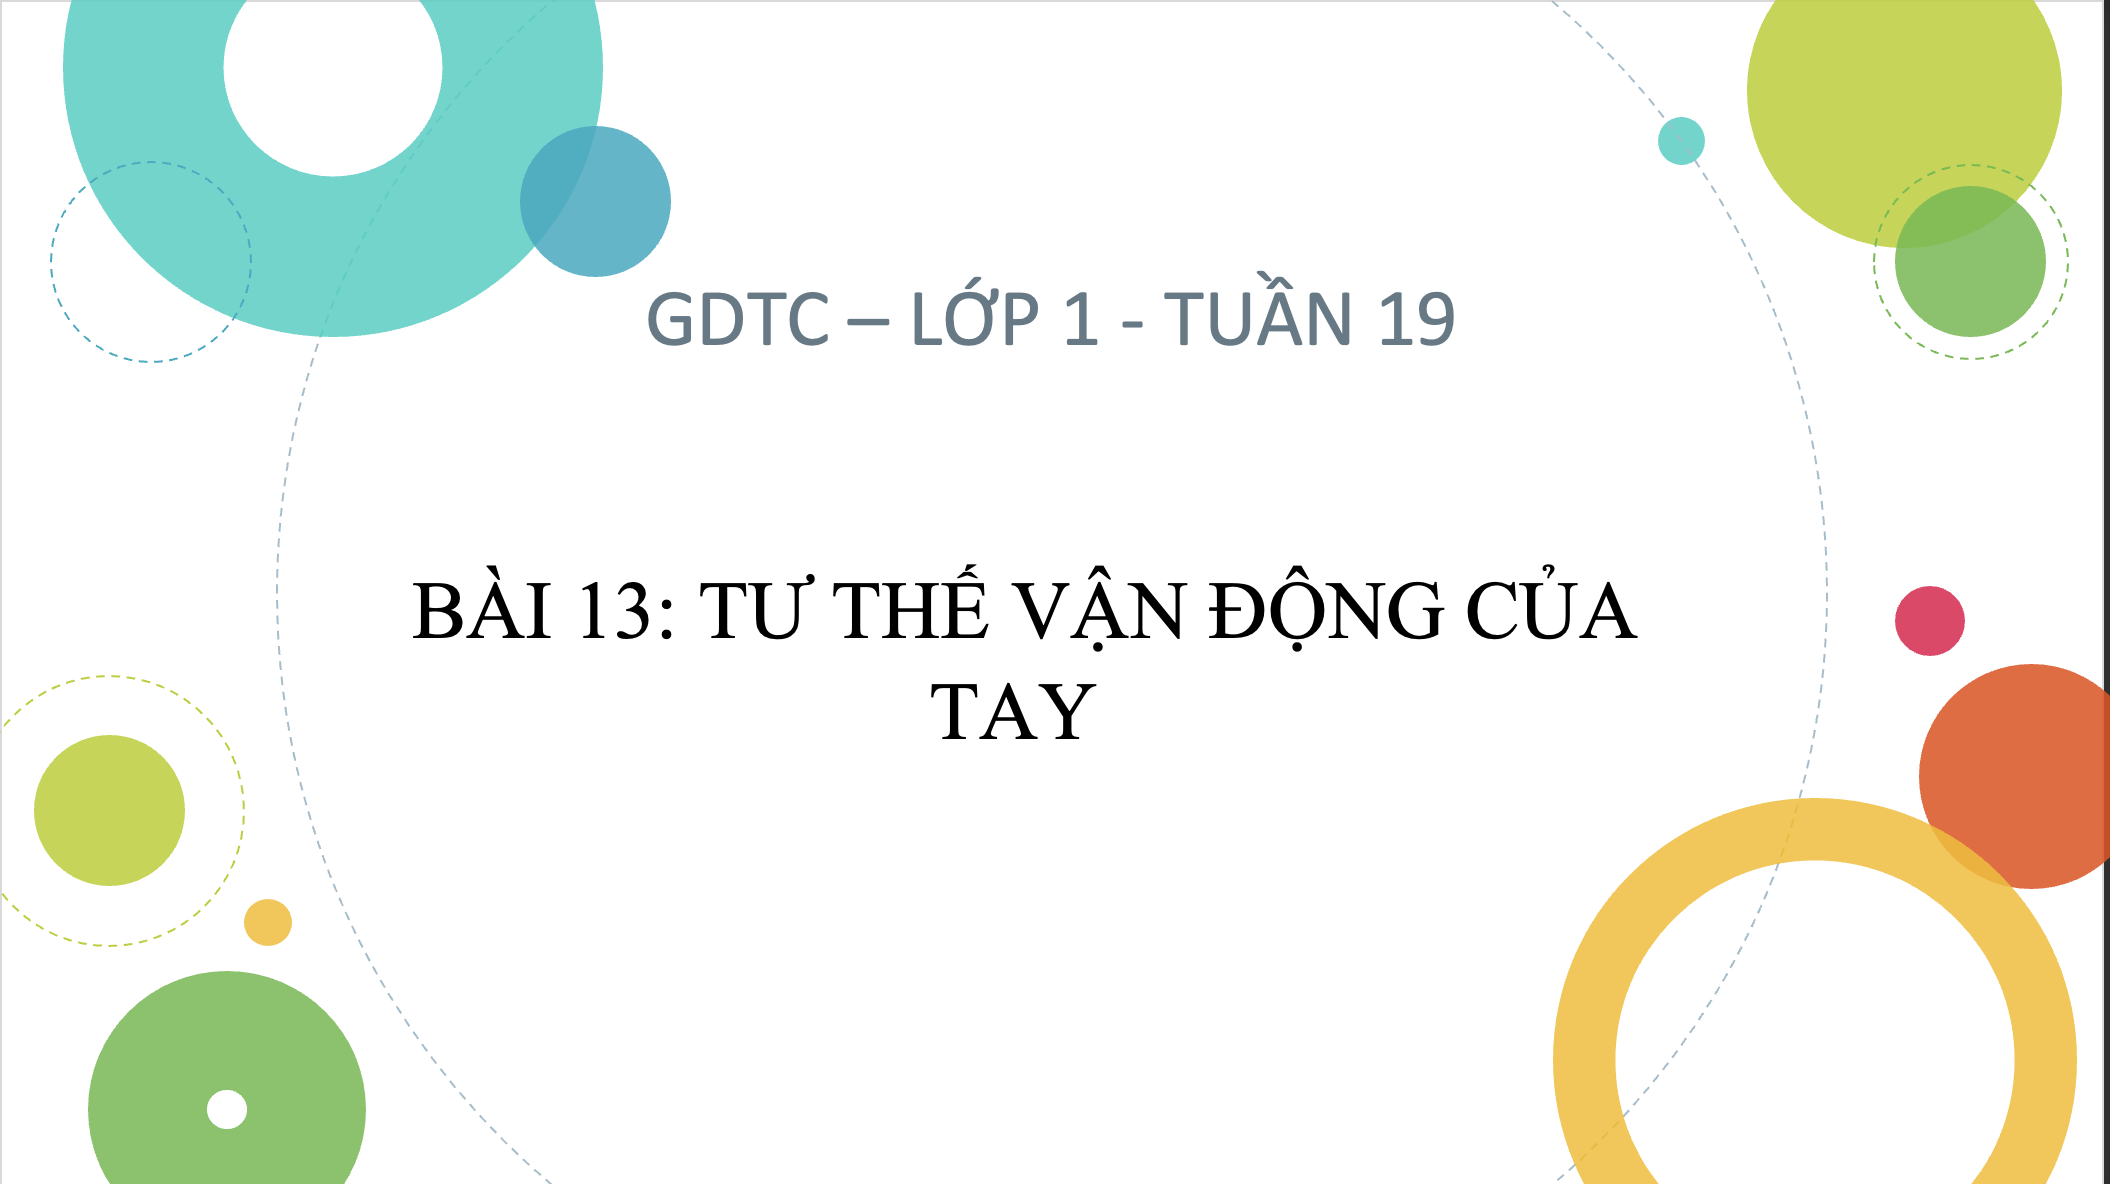 GDTC – LỚP 1 - TUẦN 19
BÀI 13: TƯ THẾ VẬN ĐỘNG CỦA
TAY